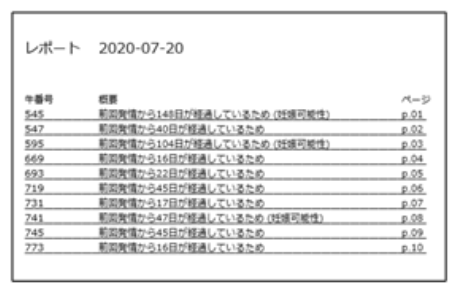 レポート 2020-07-20
牛番号 概要 ページ
545 前回発情から148日が経過しているため (妊娠可能性) p.01
547 前回発情から40日が経過しているため p.02
595 前回発情から104日が経過しているため (妊娠可能性) p.03
669 前回発情から16日が経過しているため p.04
693 前回発情から22日が経過しているため p.05
719 前回発情から45日が経過しているため p.06
731 前回発情から17日が経過しているため p.07
741 前回発情から47日が経過しているため (妊娠可能性) p.08
745 前回発情から45日が経過しているため p.09
773 前回発情から16日が経過しているため p.10